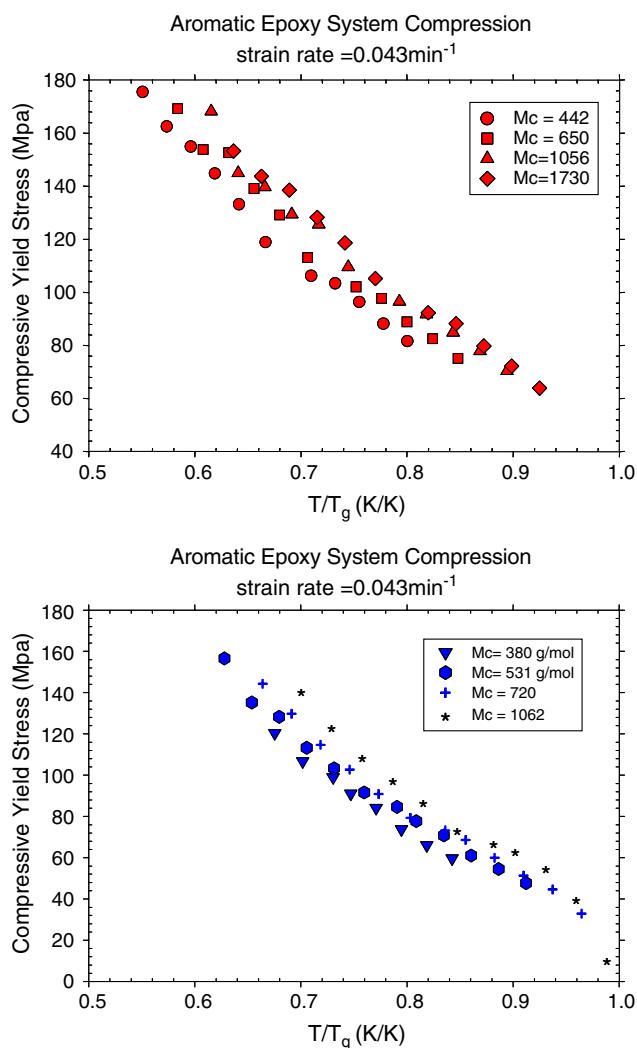 Aromatic Epoxy System Compression
strain rate =0.043min-1
180
160
140
120
100
80
60
40
Compressive Yield Stress (Mpa)
Mc = 442
Mc = 650
Mc=1056
Mc=1730
0.5 0.6 0.7 0.8 0.9 1.0
T/Tg (K/K)
Aromatic Epoxy System Compression
strain rate =0.043min-1
180
160
140
120
100
80
60
40
20
0
Compressive Yield Stress (Mpa)
Mc= 380 g/mol
Mc= 531 g/mol
Mc = 720
Mc = 1062
0.5 0.6 0.7 0.8 0.9 1.0
T/Tg (K/K)